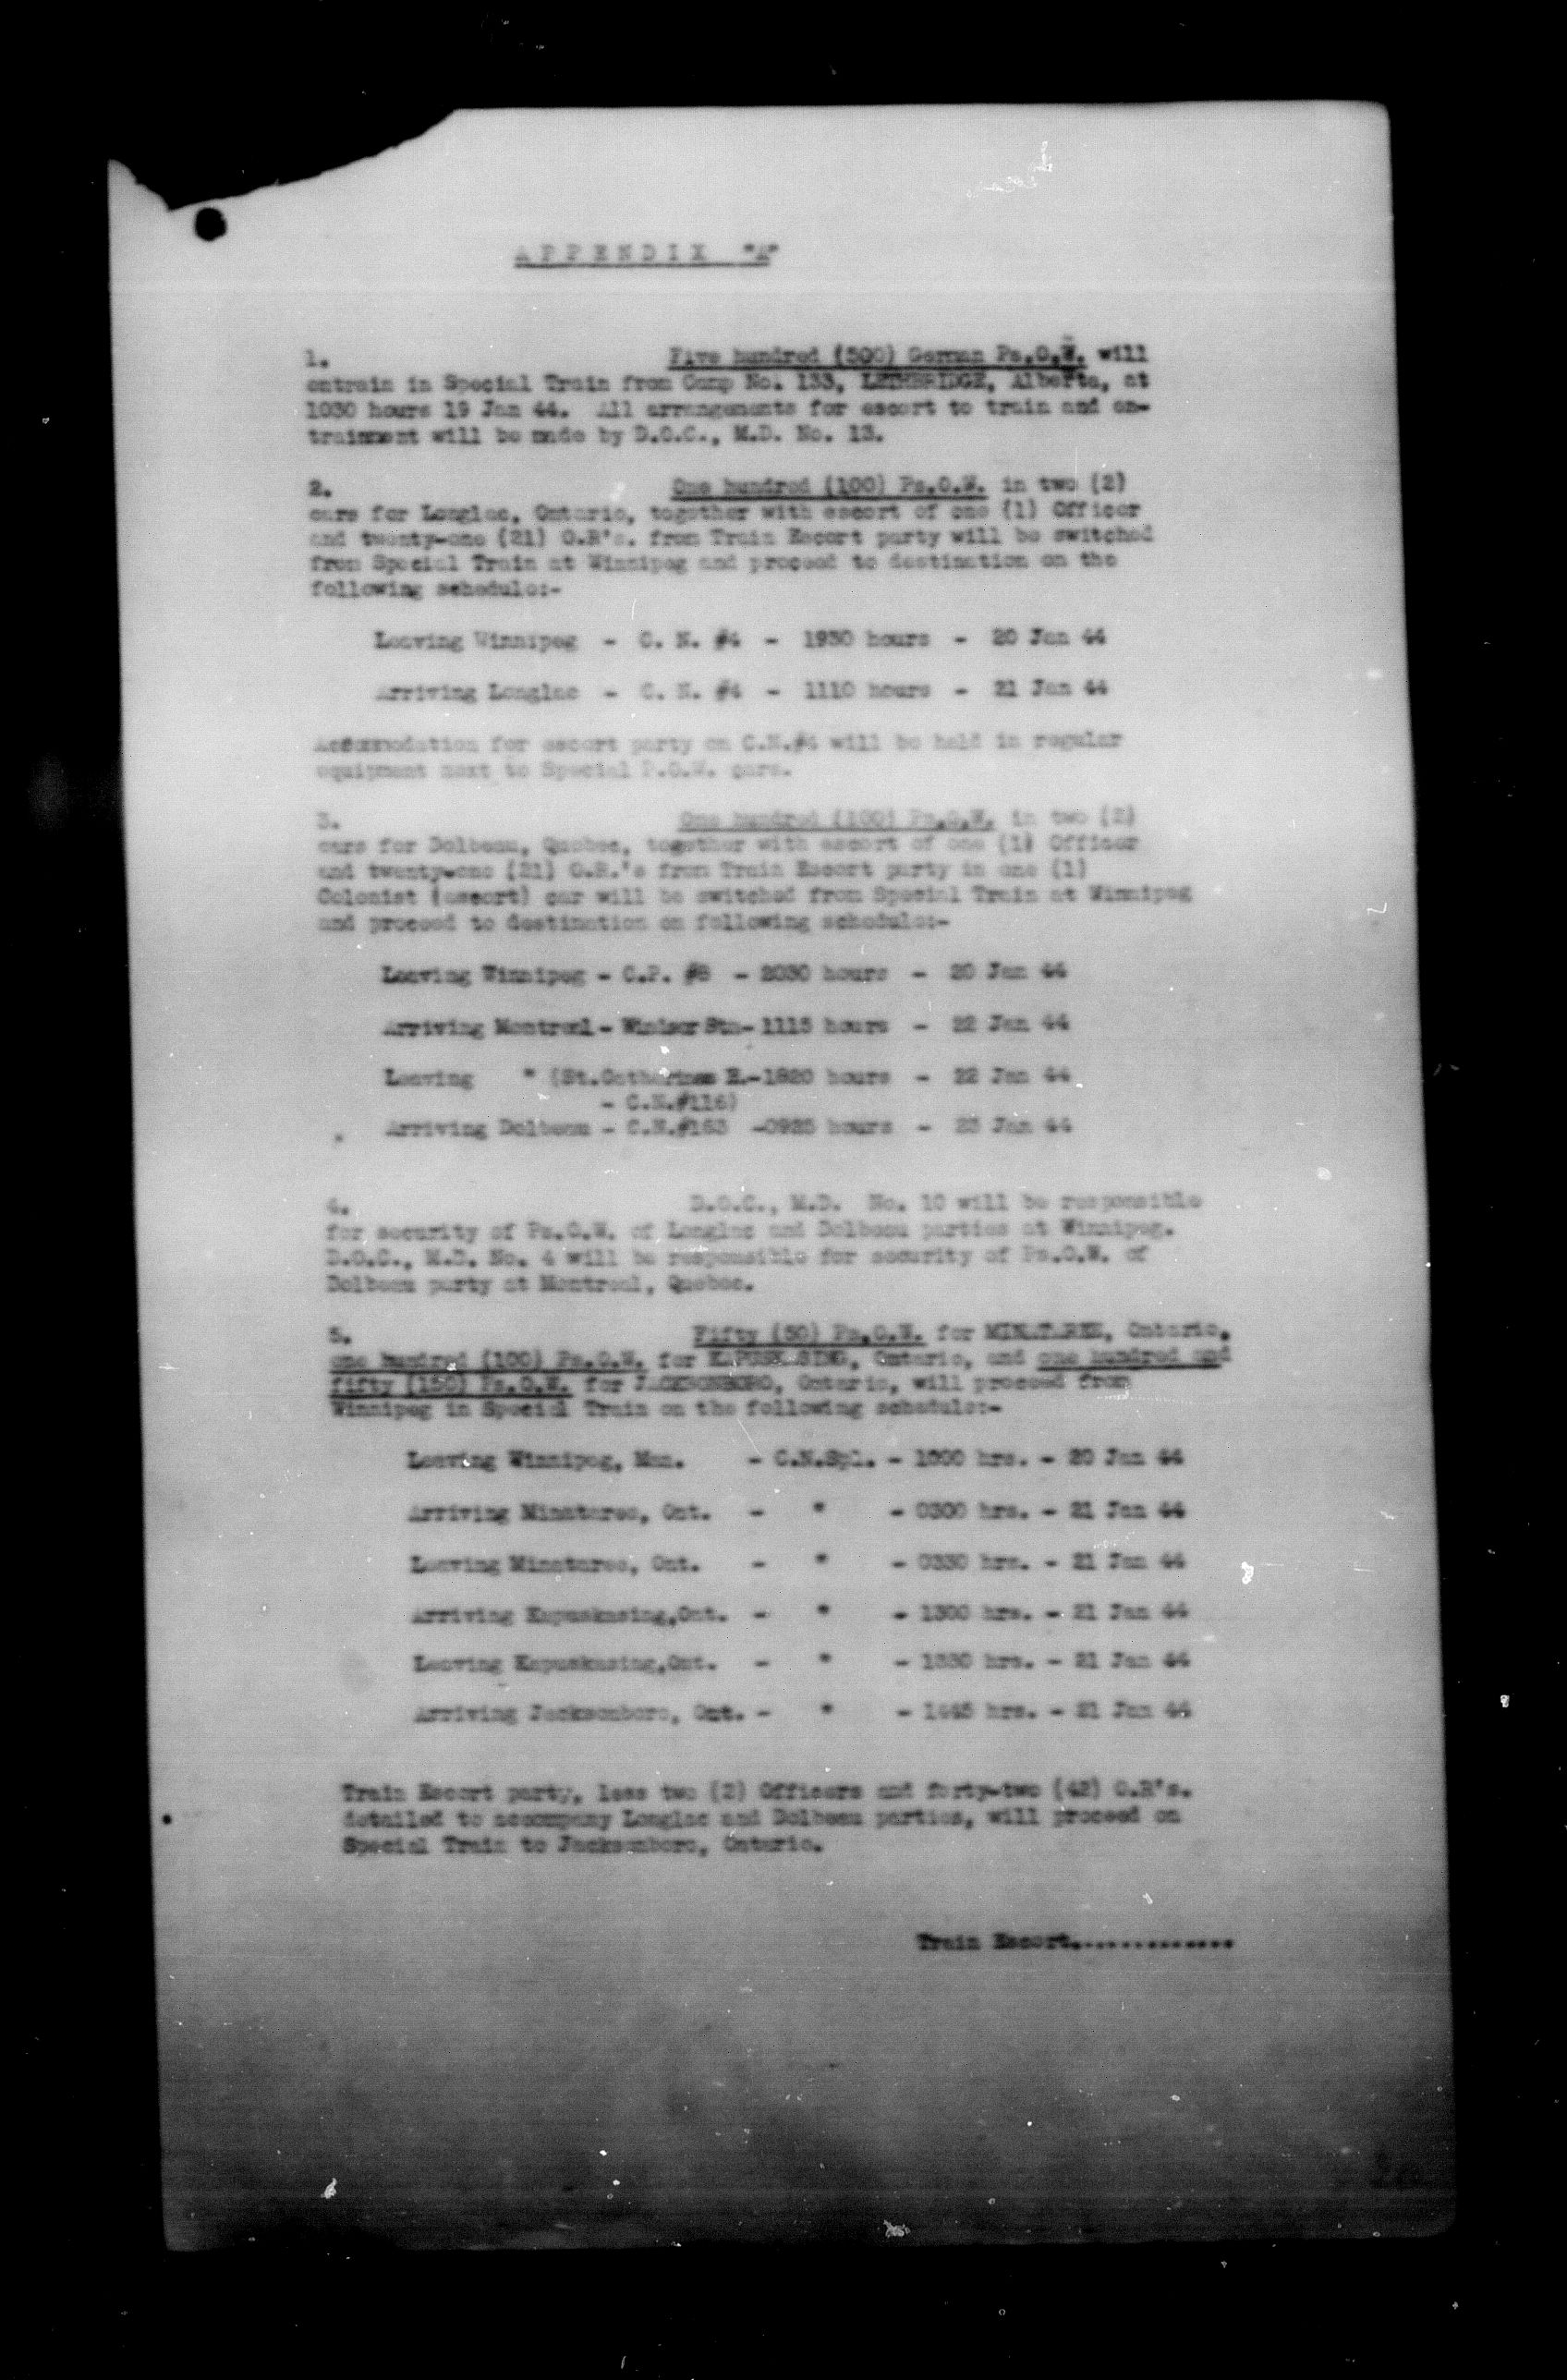 APPENDIX "A"
1. Five hundred (500) German Ps.O.W. will
entrain in Special Train from Camp No. 133, LETHBRIDGE, Alberta, at
1030 hours 19 Jan 44. All arrangements for escort to train and en-
trainment will be made by D.O.C., M.D. No. 13.
2. One hundred (100) Ps.O.W. in two (2)
cars for Longlac, Ontario, together with escort of one (1) Officer
and twenty-one (21) O.R's. from Train Escort party will be switched
from Special Train at Winnipeg and proceed to destination on the
following schedule:-
Leaving Winnipeg - C. N. #4 - 1930 hours - 20 Jan 44
Arriving Longlac - C. N. #4 - 1110 hours - 21 Jan 44
Accommodation for escort party on C.N.#4 will be held in regular
equipment next to Special P.O.W. cars.
3. One hundred (100) Ps.O.W. in two (2)
cars for Dolbeau, Quebec, together with escort of one (1) Officer
and twenty-one (21) O.R.'s from Train Escort party in one (1)
Colonist (escort) car will be switched from Special Train at Winnipeg
and proceed to destination on following schedule:-
Leaving Winnipeg - C.P. #8 - 2030 hours - 20 Jan 44
Arriving Montreal - Windsor Stn- 1115 hours - 22 Jan 44
Leaving " (St.Catherines E.-1820 hours - 22 Jan 44
- C.N.#116)
Arriving Dolbeau - C.N.#163 -0925 hours - 23 Jan 44
4. D.O.C., M.D. No. 10 will be responsible
for security of Ps.O.W. of Longlac and Dolbeau parties at Winnipeg.
D.O.C., M.D. No. 4 will be responsible for security of Ps.O.W. of
Dolbeau party at Montreal, Quebec.
5. Fifty (50) Ps.O.W. for MINATAREE, Ontario,
one hundred (100) Ps.O.W. for KAPUSKASING, Ontario, and one hundred and
fifty (150) Ps.O.W. for JACKSONBORO, Ontario, will proceed from
Winnipeg in Special Train on the following schedule:-
Leaving Winnipeg, Man. - C.N.Spl. - 1000 hrs. - 20 Jan 44
Arriving Minataree, Ont. - " - 0300 hrs. - 21 Jan 44
Leaving Minataree, Ont. - " - 0330 hrs. - 21 Jan 44
Arriving Kapuskasing,Ont. - " - 1300 hrs. - 21 Jan 44
Leaving Kapuskasing,Ont. - " - 1330 hrs. - 21 Jan 44
Arriving Jacksonboro, Ont. - " - 1445 hrs. - 21 Jan 44
Train Escort party, less two (2) Officers and forty-two (42) O.R's.
detailed to accompany Longlac and Dolbeau parties, will proceed on
Special Train to Jacksonboro, Ontario.
Train Escort..............